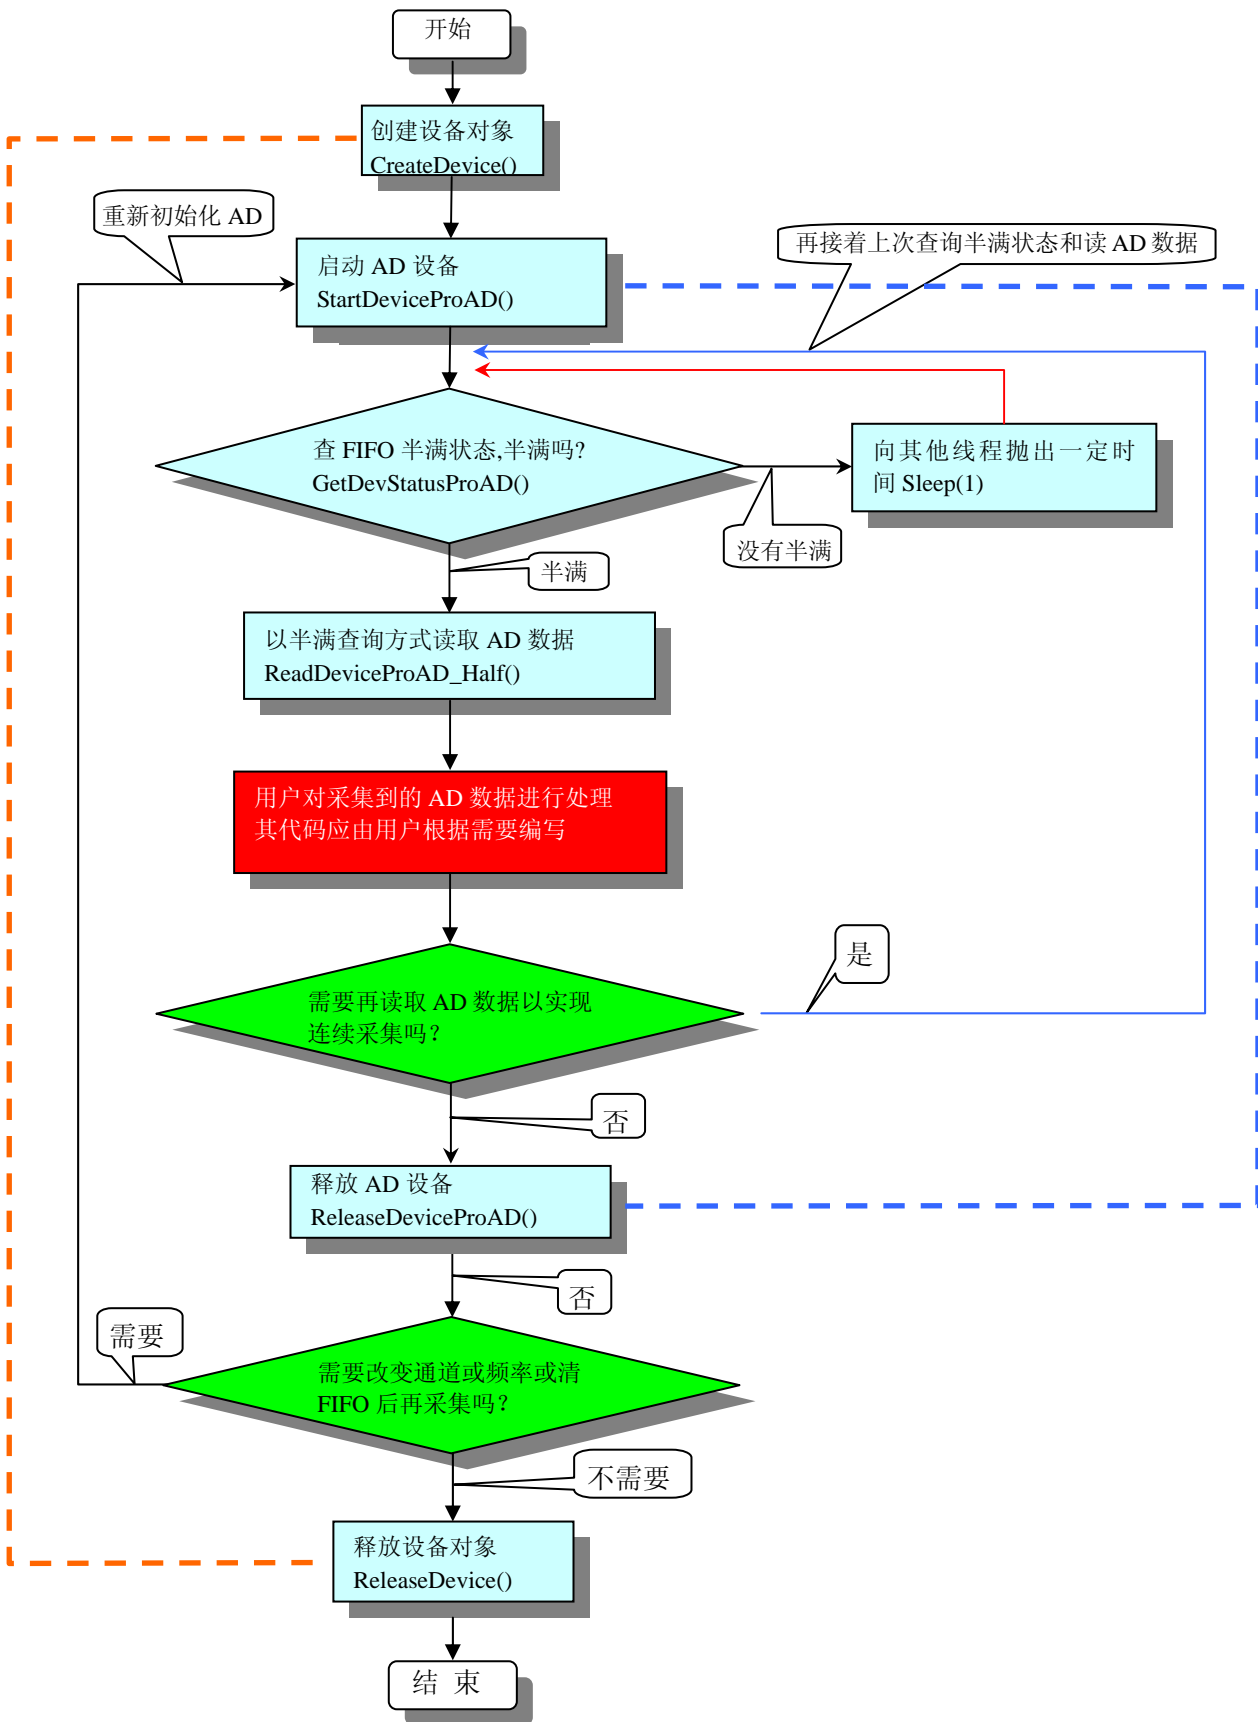 开始
创建设备对象
CreateDevice()
重新初始化 AD
启动 AD 设备
StartDeviceProAD()
再接着上次查询半满状态和读 AD 数据
查 FIFO 半满状态,半满吗?
GetDevStatusProAD()
向其他线程抛出一定时
间 Sleep(1)
没有半满
半满
以半满查询方式读取 AD 数据
ReadDeviceProAD_Half()
用户对采集到的 AD 数据进行处理
其代码应由用户根据需要编写
是
需要再读取 AD 数据以实现
连续采集吗?
否
释放 AD 设备
ReleaseDeviceProAD()
否
需要
需要改变通道或频率或清
FIFO 后再采集吗?
不需要
释放设备对象
ReleaseDevice()
结 束